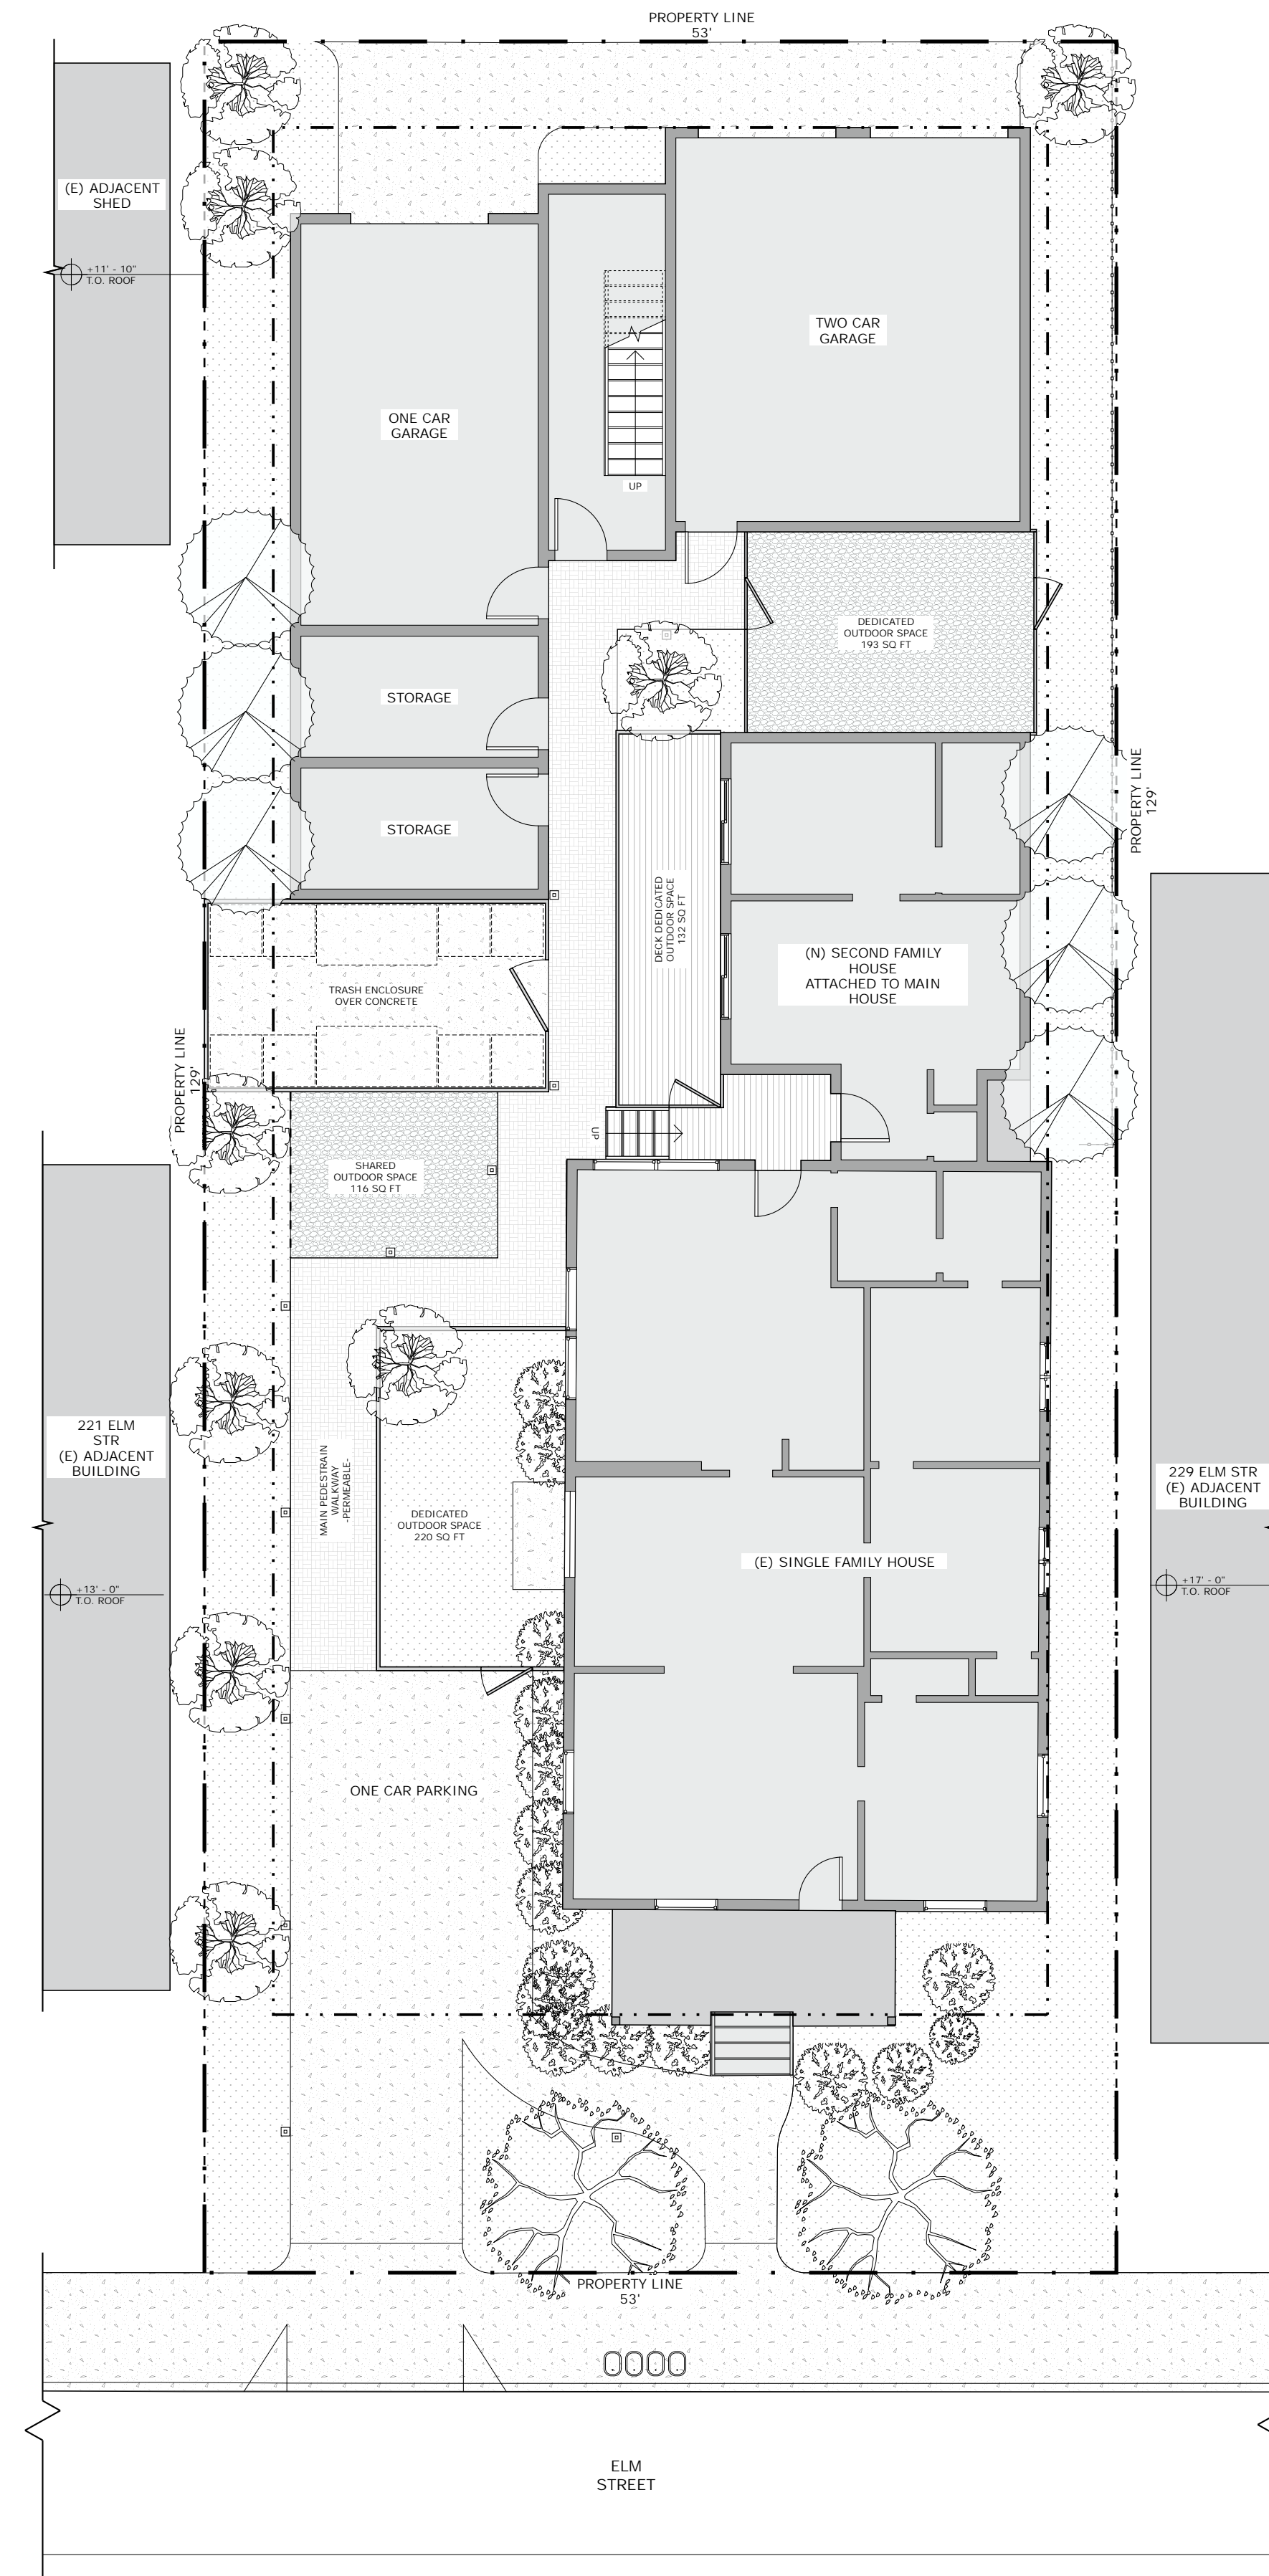 PROPERTY LINE
53'
(E) ADJACENT
SHED
+11' - 10"
T.O. ROOF
TWO CAR
GARAGE
ONE CAR
GARAGE
UP
DEDICATED
OUTDOOR SPACE
193 SQ FT
STORAGE
STORAGE
PROPERTY LINE
129'
DECK DEDICATED
OUTDOOR SPACE
132 SQ FT
(N) SECOND FAMILY
HOUSE
ATTACHED TO MAIN
HOUSE
TRASH ENCLOSURE
OVER CONCRETE
PROPERTY LINE
129'
UP
SHARED
OUTDOOR SPACE
116 SQ FT
221 ELM
STR
(E) ADJACENT
BUILDING
MAIN PEDESTRAIN
WALKWAY
-PERMEABLE-
DEDICATED
OUTDOOR SPACE
220 SQ FT
229 ELM STR
(E) ADJACENT
BUILDING
(E) SINGLE FAMILY HOUSE
+13' - 0"
T.O. ROOF
+17' - 0"
T.O. ROOF
ONE CAR PARKING
PROPERTY LINE
53'
ELM
STREET